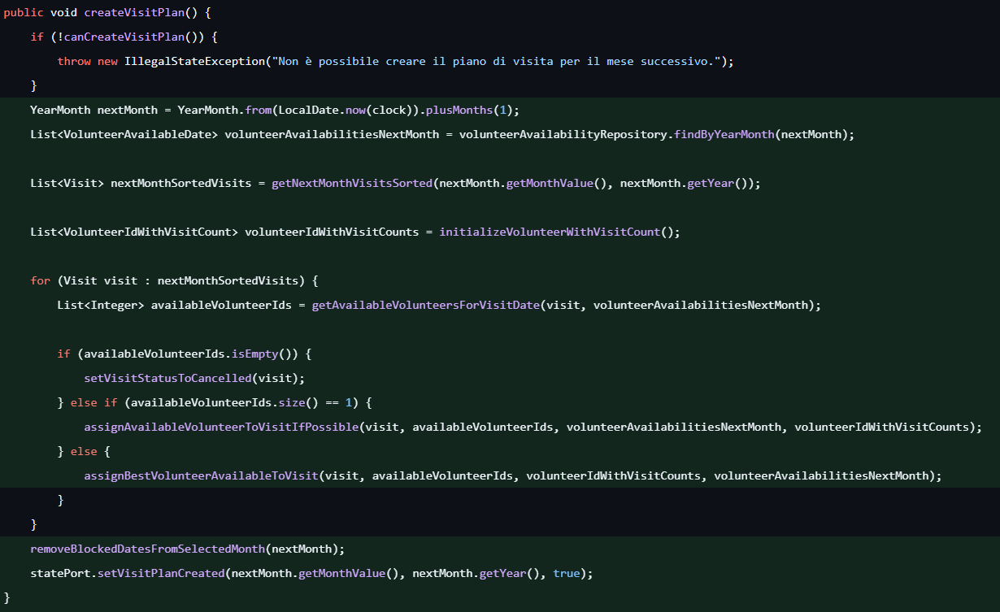 public void createVisitPlan() {
    if (!canCreateVisitPlan()) {
        throw new IllegalStateException("Non è possibile creare il piano di visita per il mese successivo.");
    }
    YearMonth nextMonth = YearMonth.from(LocalDate.now(clock)).plusMonths(1);
    List<VolunteerAvailableDate> volunteerAvailabilitiesNextMonth = volunteerAvailabilityRepository.findByYearMonth(nextMonth);

    List<Visit> nextMonthSortedVisits = getNextMonthVisitsSorted(nextMonth.getMonthValue(), nextMonth.getYear());

    List<VolunteerIdWithVisitCount> volunteerIdWithVisitCounts = initializeVolunteerWithVisitCount();

    for (Visit visit : nextMonthSortedVisits) {
        List<Integer> availableVolunteerIds = getAvailableVolunteersForVisitDate(visit, volunteerAvailabilitiesNextMonth);

        if (availableVolunteerIds.isEmpty()) {
            setVisitStatusToCancelled(visit);
        } else if (availableVolunteerIds.size() == 1) {
            assignAvailableVolunteerToVisitIfPossible(visit, availableVolunteerIds, volunteerAvailabilitiesNextMonth, volunteerIdWithVisitCounts);
        } else {
            assignBestVolunteerAvailableToVisit(visit, availableVolunteerIds, volunteerIdWithVisitCounts, volunteerAvailabilitiesNextMonth);
        }
    }
    removeBlockedDatesFromSelectedMonth(nextMonth);
    statePort.setVisitPlanCreated(nextMonth.getMonthValue(), nextMonth.getYear(), true);
}